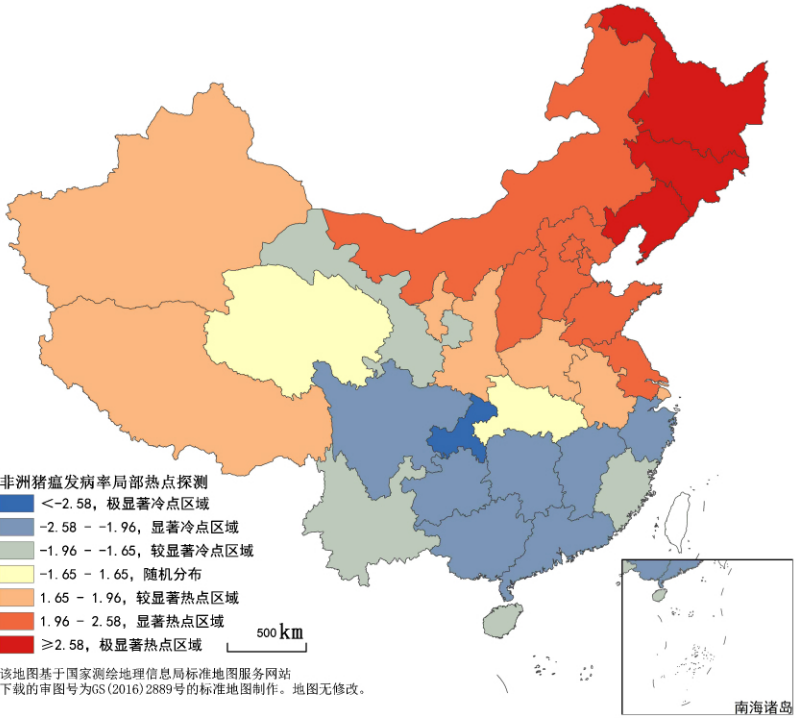 非洲猪瘟发病率局部热点探测
<-2.58，极显著冷点区域
-2.58 - -1.96，显著冷点区域
-1.96 - -1.65，较显著冷点区域
-1.65 - 1.65，随机分布
1.65 - 1.96，较显著热点区域
1.96 - 2.58，显著热点区域
≥2.58，极显著热点区域
500 km
该地图基于国家测绘地理信息局标准地图服务网站
下载的审图号为GS(2016)2889号的标准地图制作。地图无修改。
南海诸岛